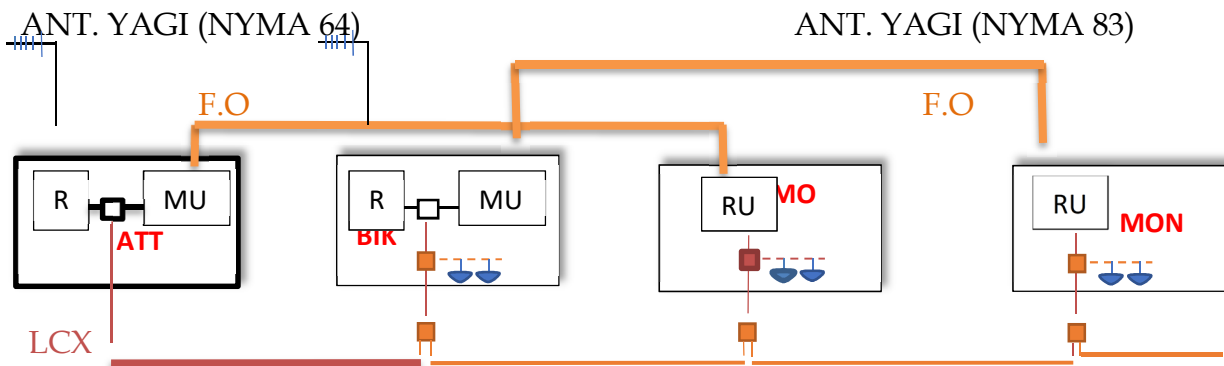 ANT. YAGI (NYMA 64)
ANT. YAGI (NYMA 83)
F.O
F.O
R
MU
ATT
R
MU
BIK
RU
MO
RU
MON
LCX